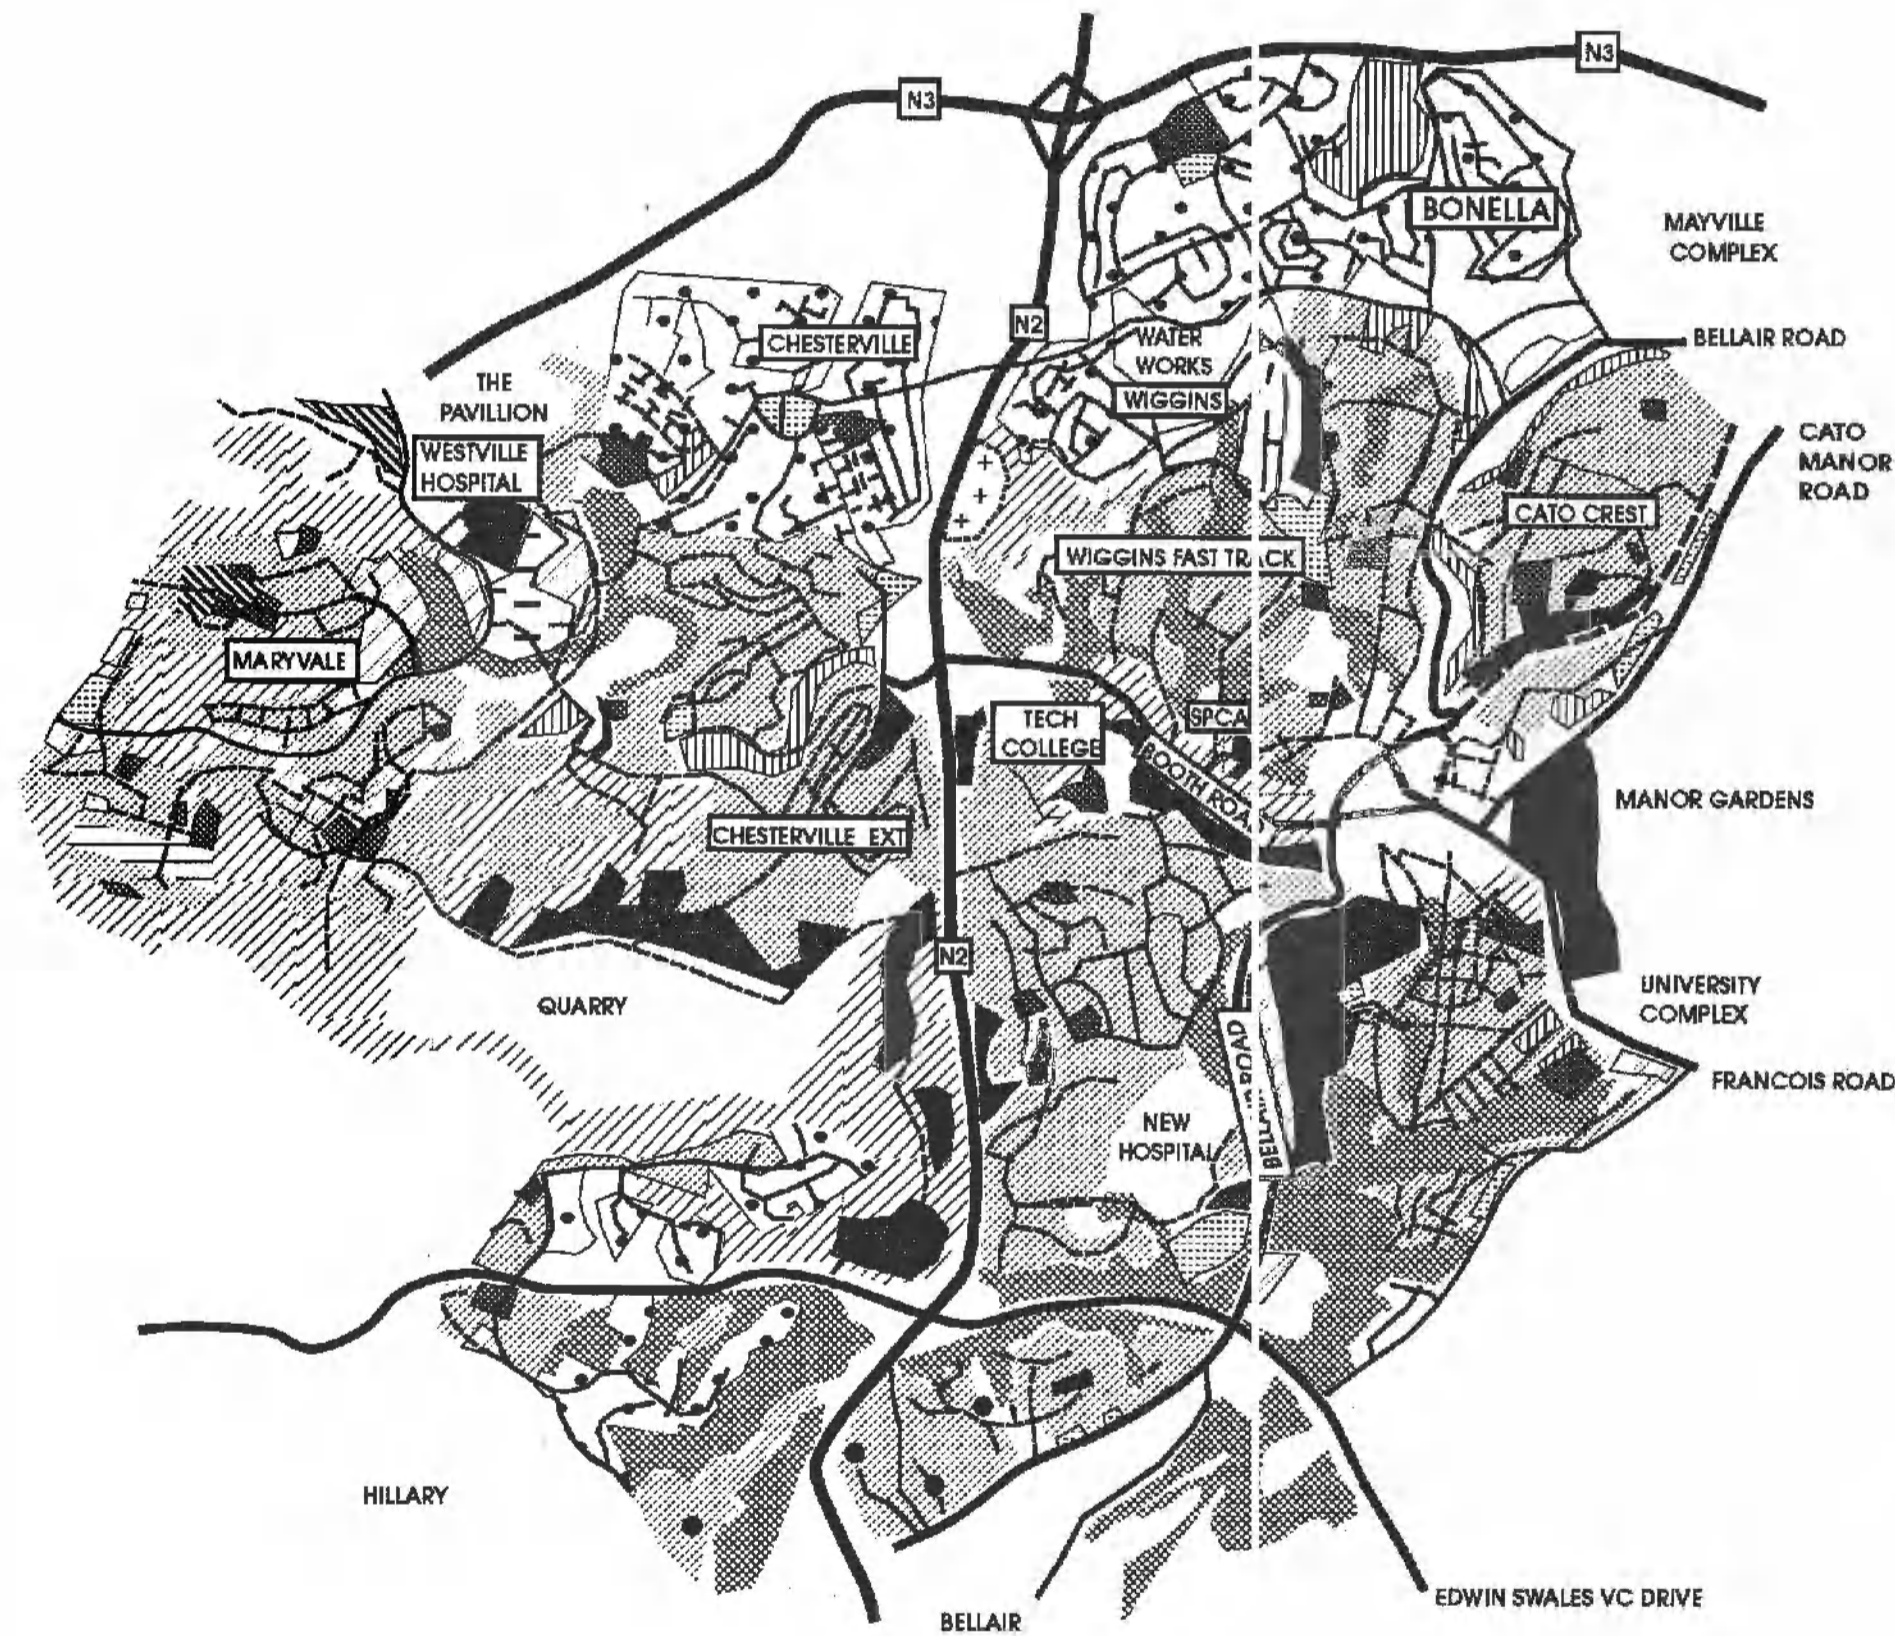 N3
N3
BONELLA
MAYVILLE
COMPLEX
N2
CHESTERVILLE
WATER
WORKS
BELLAIR ROAD
THE
PAVILLION
WIGGINS
CATO
MANOR
ROAD
WESTVILLE
HOSPITAL
CATO CREST
WIGGINS FAST TRACK
MARYVALE
TECH
COLLEGE
SPCA
BOOTH ROAD
MANOR GARDENS
CHESTERVILLE EXT
N2
QUARRY
UNIVERSITY
COMPLEX
BELLAIR ROAD
FRANCOIS ROAD
NEW
HOSPITAL
HILLARY
EDWIN SWALES VC DRIVE
BELLAIR